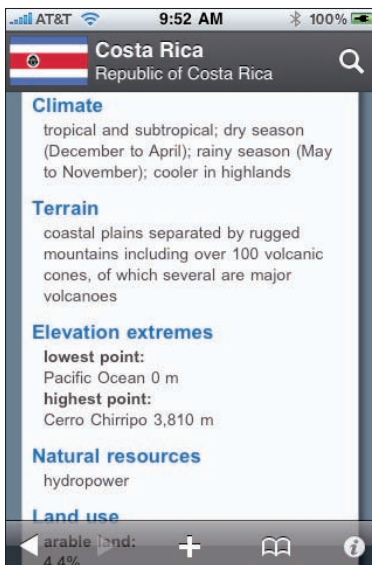 AT&T 9:52 AM 100%
Costa Rica
Republic of Costa Rica
Climate
tropical and subtropical; dry season
(December to April); rainy season (May
to November); cooler in highlands
Terrain
coastal plains separated by rugged
mountains including over 100 volcanic
cones, of which several are major
volcanoes
Elevation extremes
lowest point:
Pacific Ocean 0 m
highest point:
Cerro Chirripo 3,810 m
Natural resources
hydropower
Land use
arable land:
4.4%